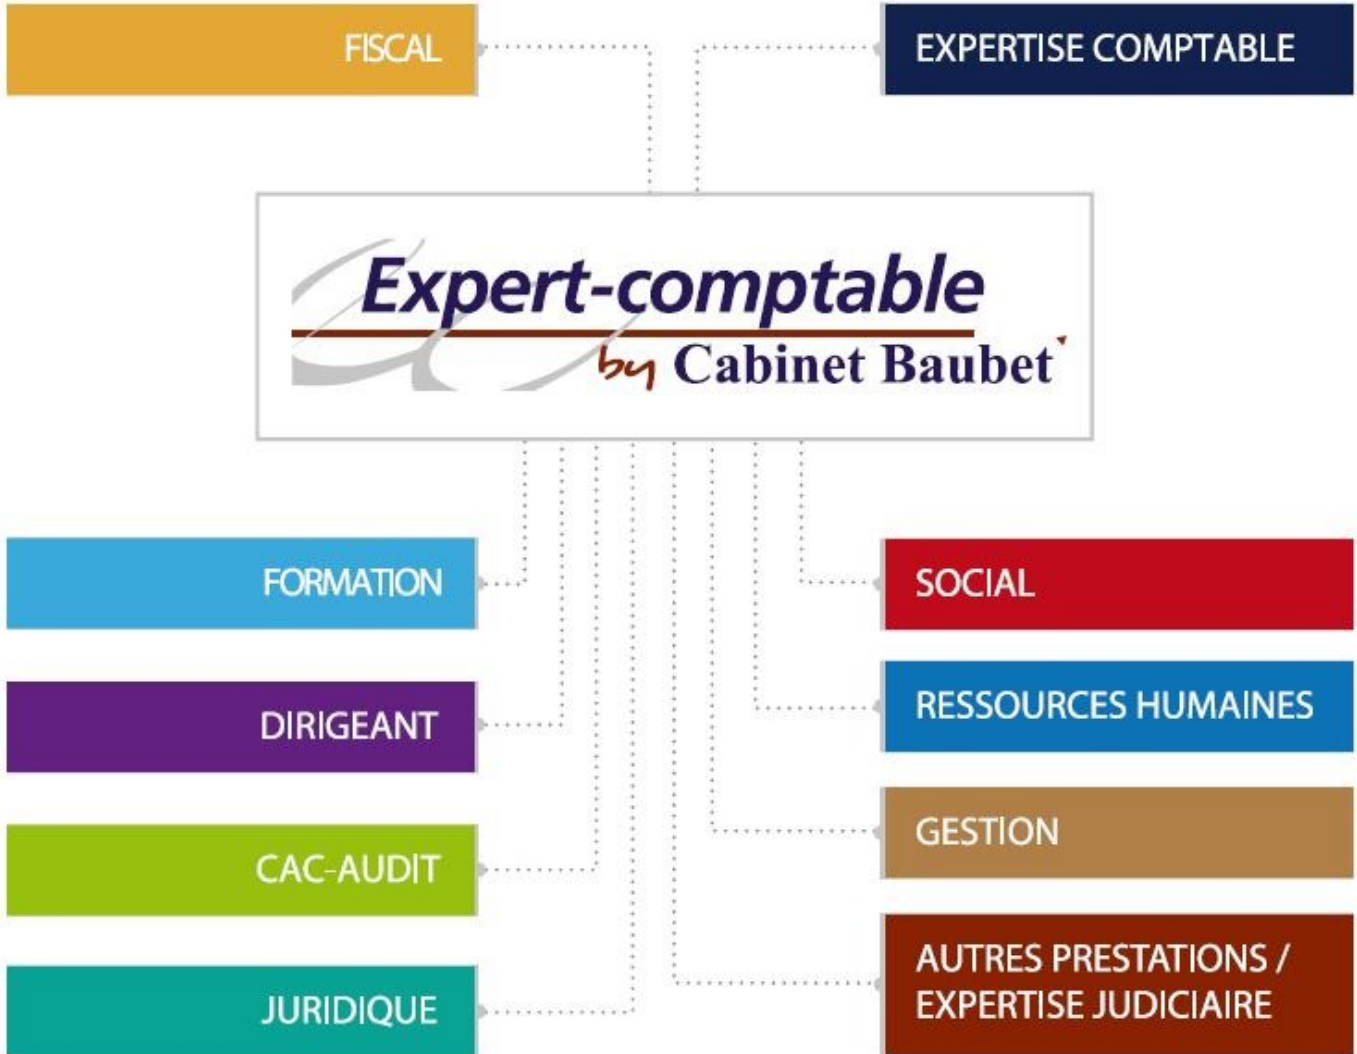 FISCAL
EXPERTISE COMPTABLE
Expert-comptable
by Cabinet Baubet
FORMATION
SOCIAL
DIRIGEANT
RESSOURCES HUMAINES
CAC-AUDIT
GESTION
JURIDIQUE
AUTRES PRESTATIONS /
EXPERTISE JUDICIAIRE